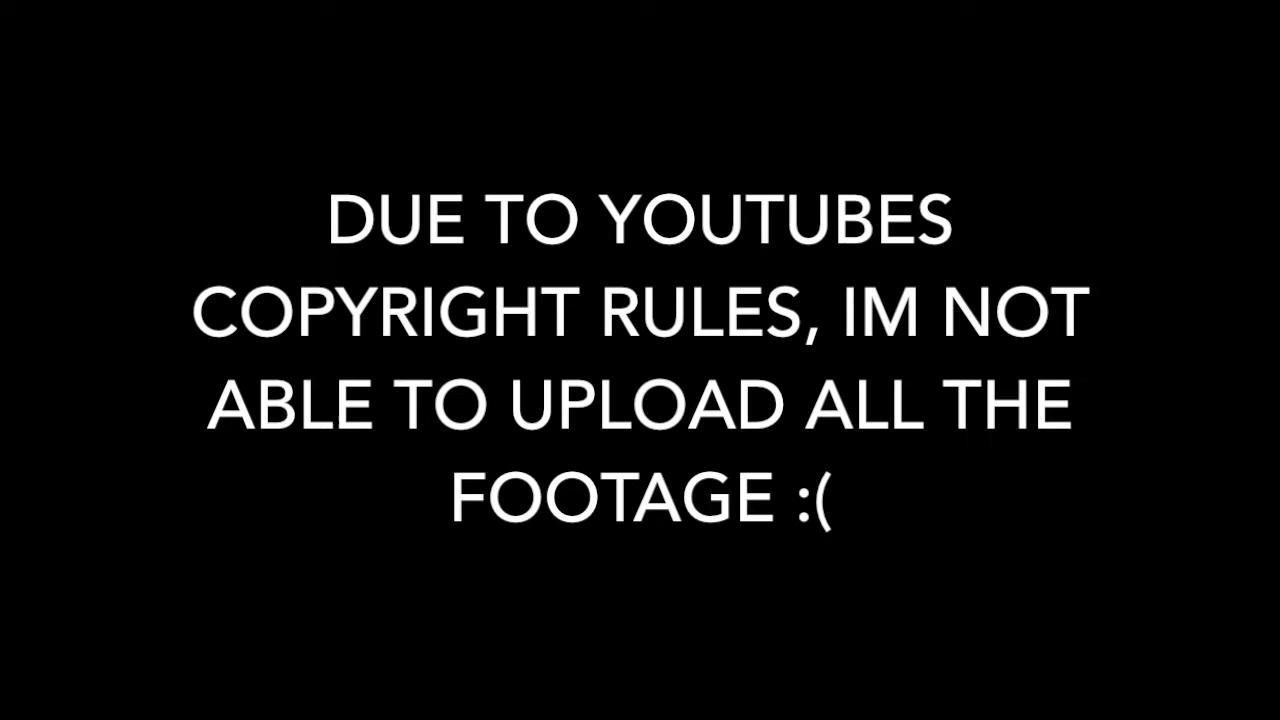 DUE TO YOUTUBES
COPYRIGHT RULES, IM NOT
ABLE TO UPLOAD ALL THE
FOOTAGE :(